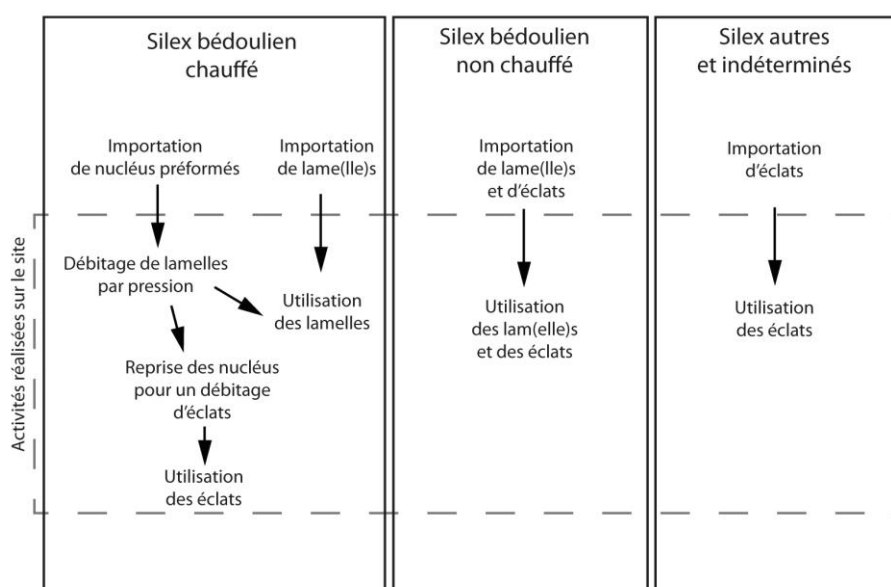 Silex bédoulien
chauffé
Importation
de nucléus préformés
Importation
de lame(lle)s
Débitage de lamelles
par pression
Utilisation
des lamelles
Reprise des nucléus
pour un débitage
d'éclats
Utilisation
des éclats
Silex bédoulien
non chauffé
Importation
de lame(lle)s
et d'éclats
Utilisation
des lam(elle)s
et des éclats
Silex autres
et indéterminés
Importation
d'éclats
Utilisation
des éclats
Activités réalisées sur le site